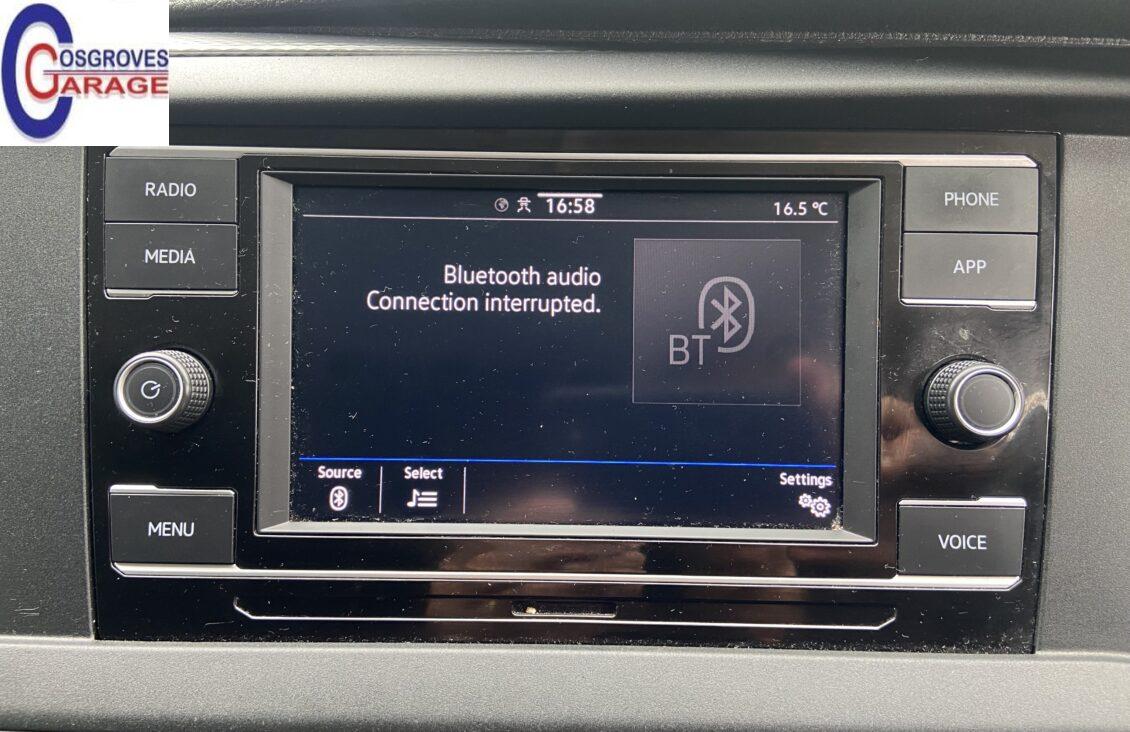 COSGROVES
GARAGE
RADIO
MEDIA
MENU
16:58
16.5 °C
Bluetooth audio
Connection interrupted.
BT
Source
Select
Settings
PHONE
APP
VOICE